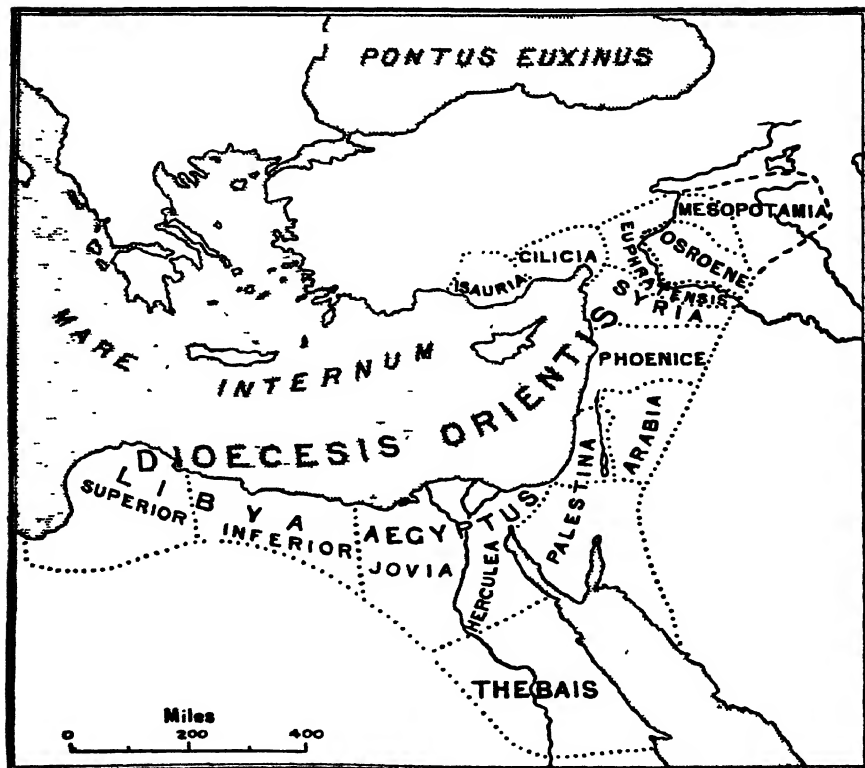 PONTUS EUXINUS
MESOPOTAMIA
OSROENE
EUPHRATENSIS
CILICIA
ISAURIA
SYRIA
MARE INTERNUM
PHOENICE
DIOECESIS ORIENTIS
ARABIA
PALESTINA
LIBYA
SUPERIOR
INFERIOR
AEGYPTUS
JOVIA
HERCULEA
THEBAIS
Miles
0 200 400